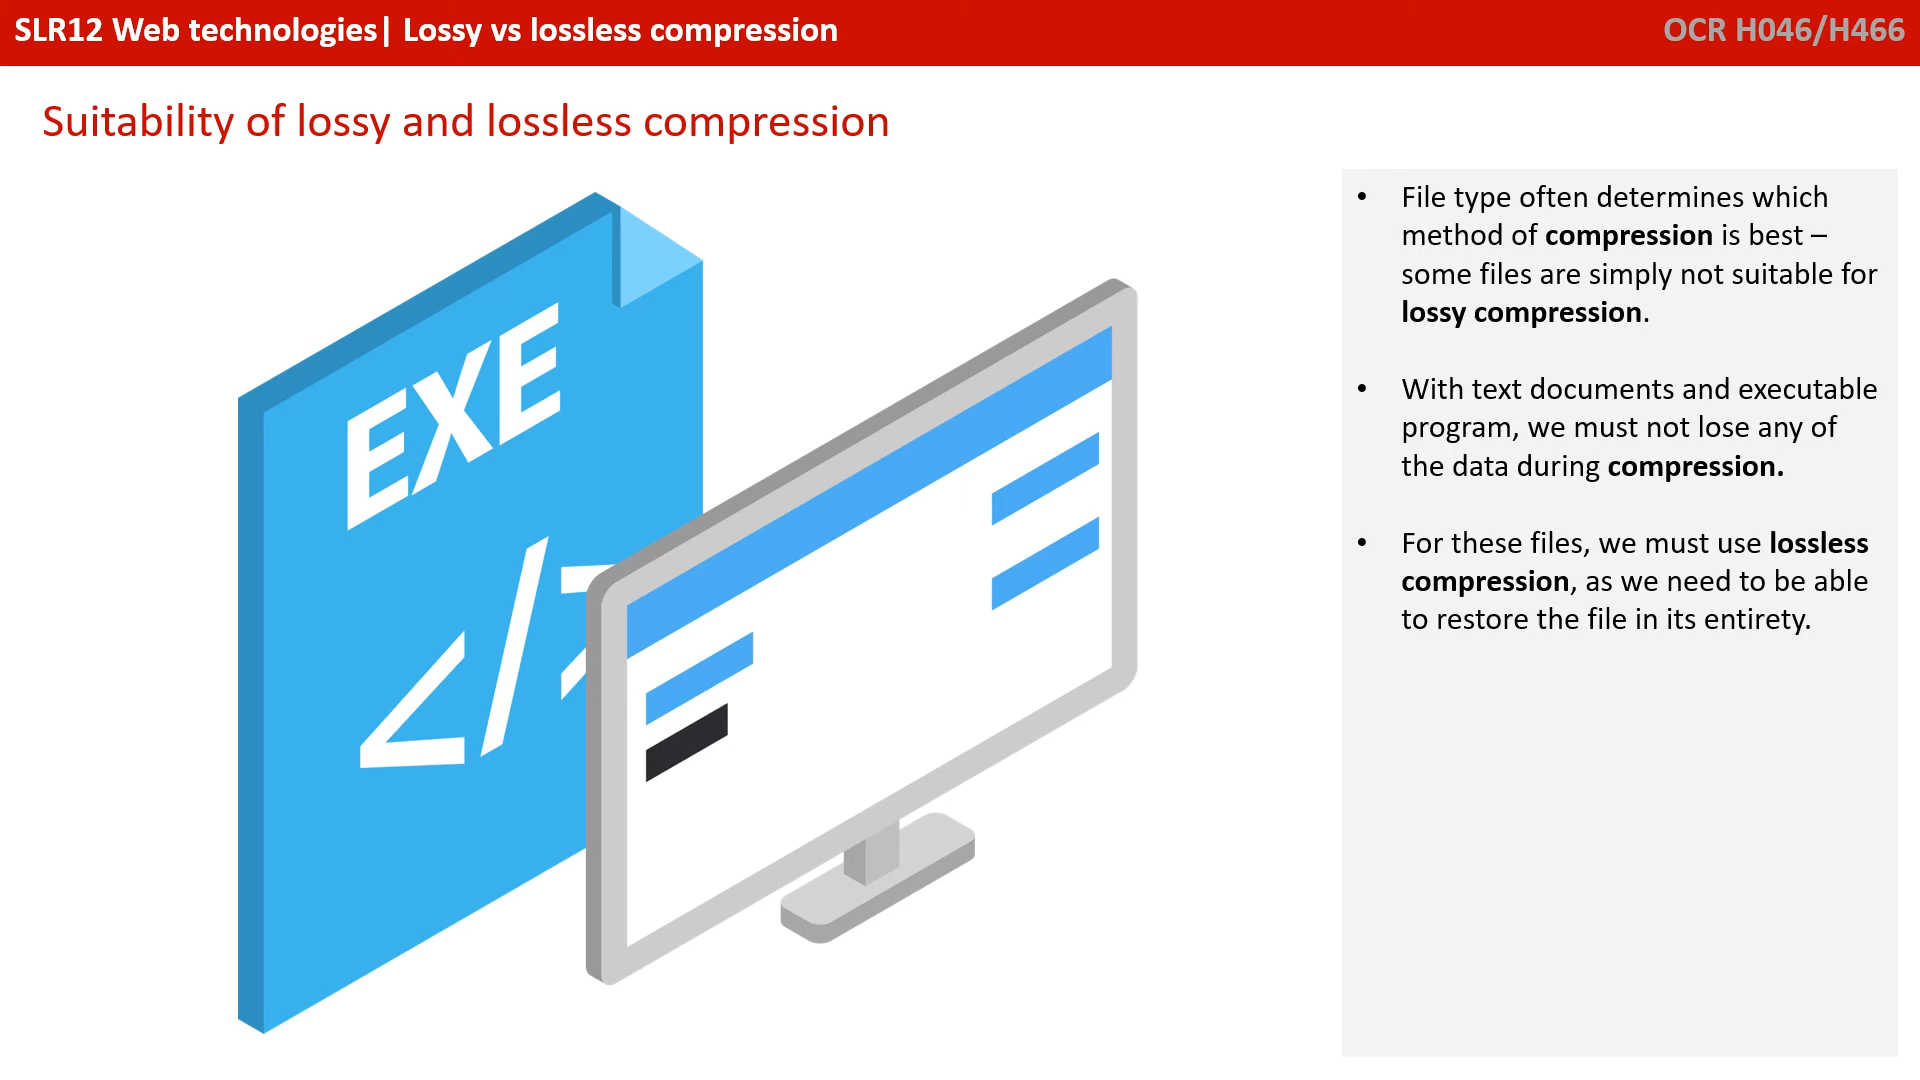 SLR12 Web technologies| Lossy vs lossless compression
OCR H046/H466
Suitability of lossy and lossless compression
EXE
</>
• File type often determines which
method of compression is best –
some files are simply not suitable for
lossy compression.
• With text documents and executable
program, we must not lose any of
the data during compression.
• For these files, we must use lossless
compression, as we need to be able
to restore the file in its entirety.